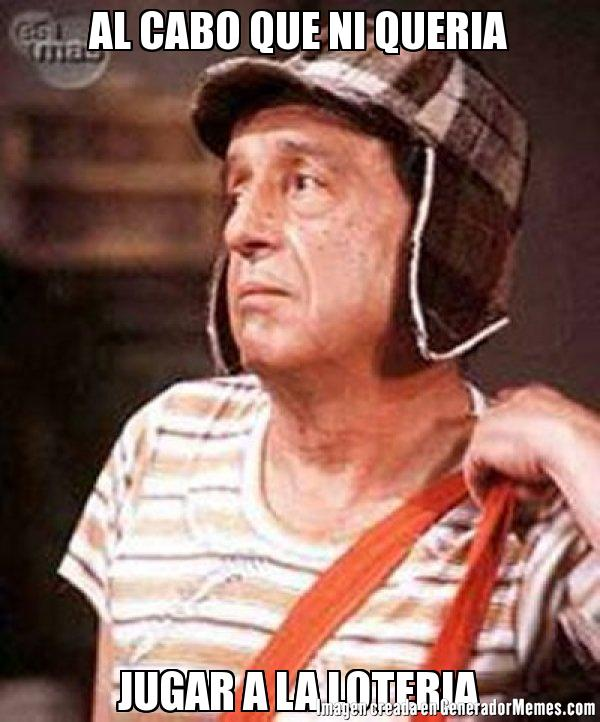 AL CABO QUE NI QUERIA
JUGAR A LA LOTERIA
Imagen creada en GeneradorMemes.com